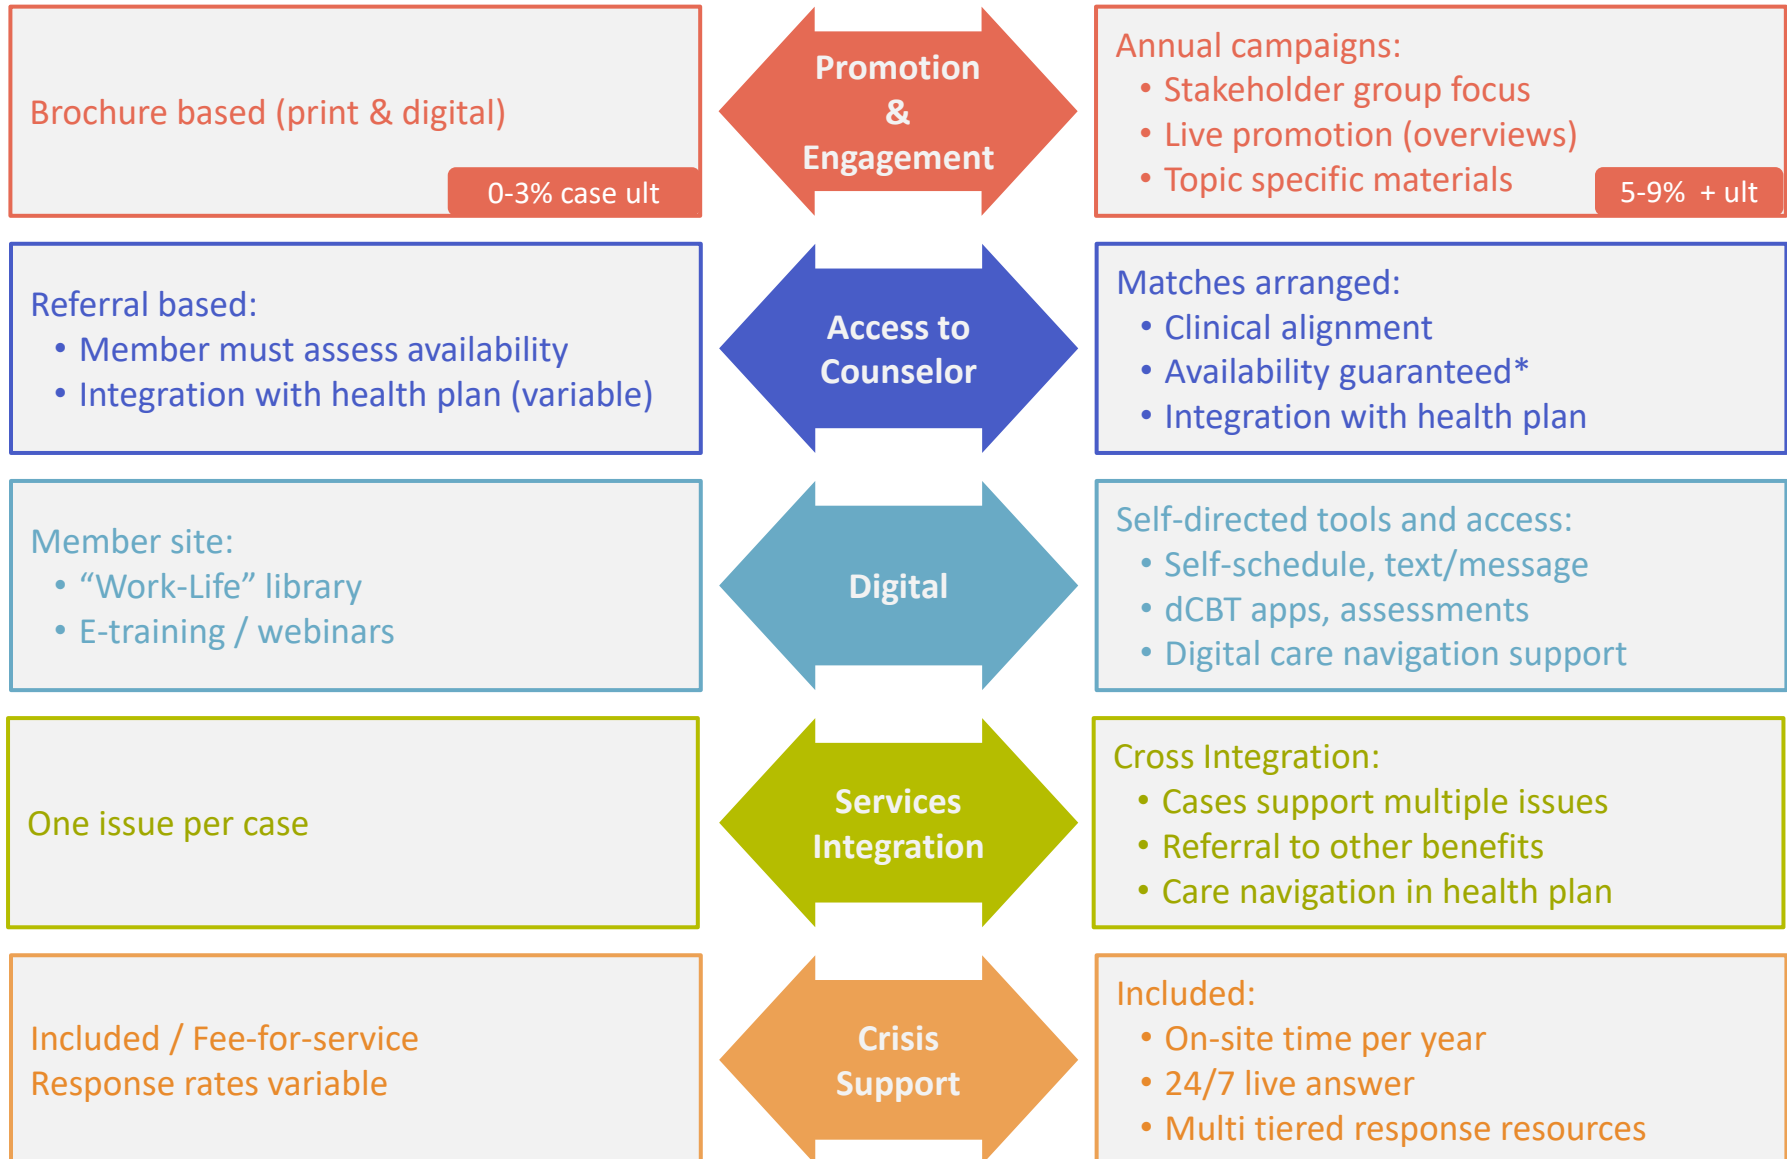 Brochure based (print & digital)
0-3% case ult
Promotion
&
Engagement
Annual campaigns:
• Stakeholder group focus
• Live promotion (overviews)
• Topic specific materials
5-9% + ult
Referral based:
• Member must assess availability
• Integration with health plan (variable)
Access to
Counselor
Matches arranged:
• Clinical alignment
• Availability guaranteed*
• Integration with health plan
Member site:
• “Work-Life” library
• E-training / webinars
Digital
Self-directed tools and access:
• Self-schedule, text/message
• dCBT apps, assessments
• Digital care navigation support
One issue per case
Services
Integration
Cross Integration:
• Cases support multiple issues
• Referral to other benefits
• Care navigation in health plan
Included / Fee-for-service
Response rates variable
Crisis
Support
Included:
• On-site time per year
• 24/7 live answer
• Multi tiered response resources